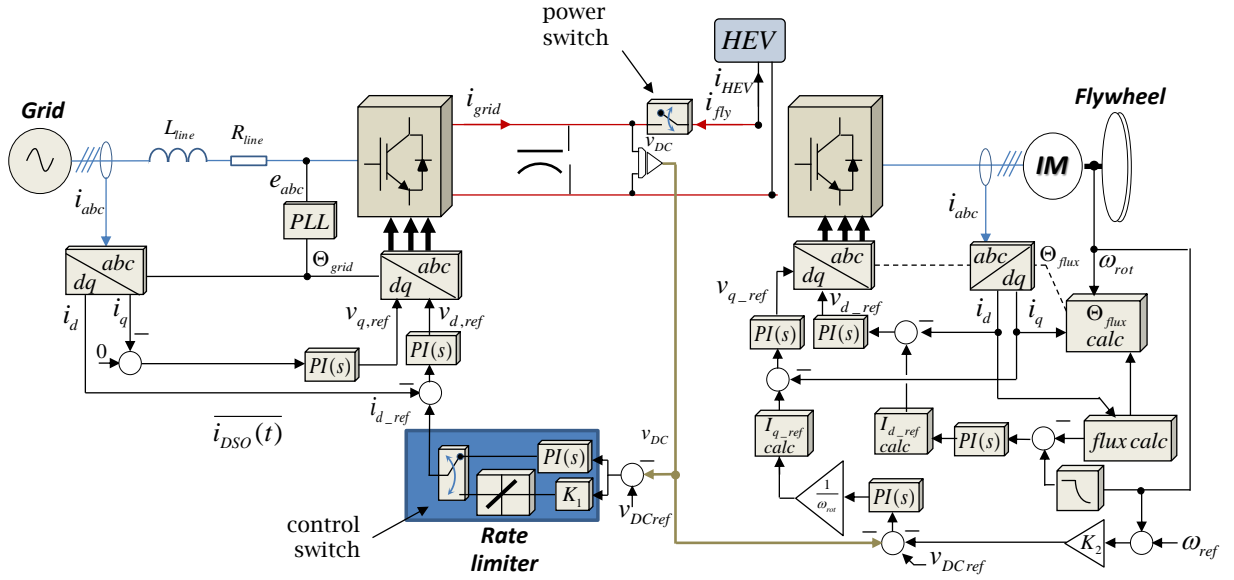 power
switch
HEV
i_HEV
i_grid
i_fly
Grid
Flywheel
L_line
R_line
v_DC
IM
e_abc
i_abc
i_abc
PLL
Θ_grid
abc
dq
abc
dq
abc
dq
abc
dq
Θ_flux
ω_rot
i_d
i_q
v_q,ref
v_d,ref
v_q_ref
v_d_ref
i_d
i_q
Θ_flux
calc
−
0
PI(s)
PI(s)
PI(s)
PI(s)
−
−
−
−
i_d_ref
i_DSO(t)
I_q_ref
calc
I_d_ref
calc
PI(s)
−
flux calc
v_DC
−
PI(s)
K_1
v_DCref
1
ω_rot
PI(s)
control
switch
Rate
limiter
−
−
K_2
ω_ref
v_DCref